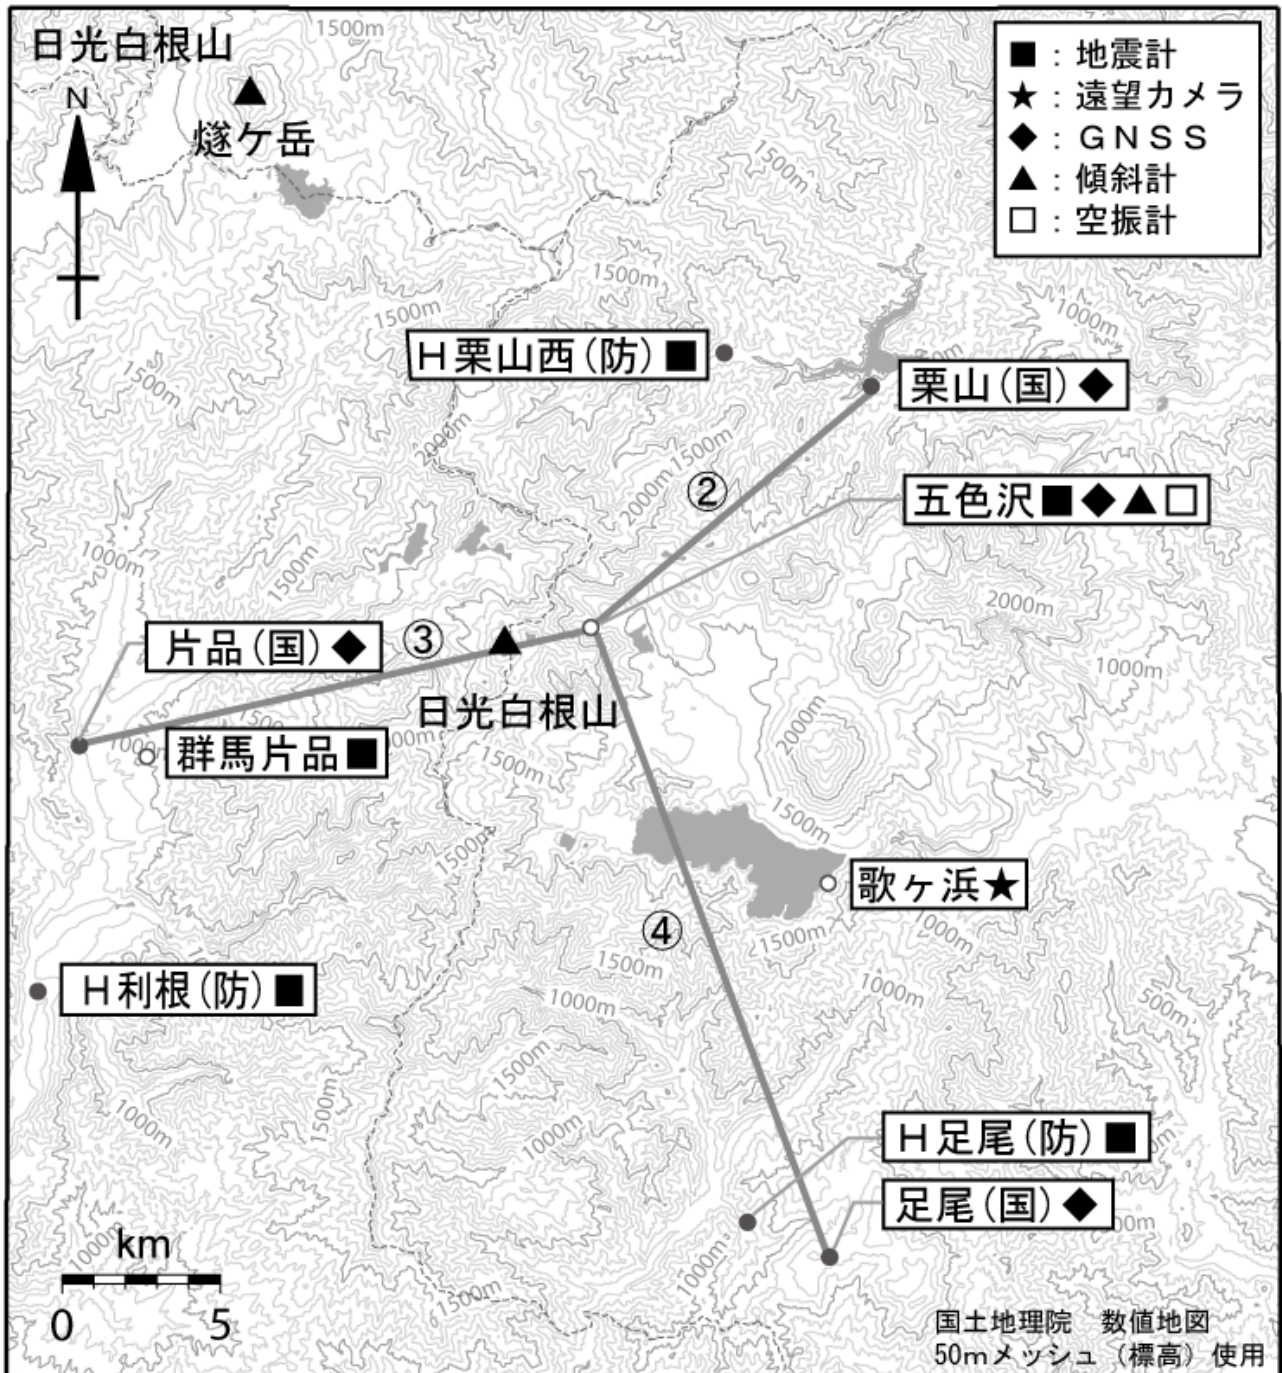 日光白根山
1500m
N
燧ケ岳
■：地震計
★：遠望カメラ
◆：ＧＮＳＳ
▲：傾斜計
□：空振計
1500m
1500m
1500m
1000m
H栗山西(防)■
栗山(国)◆
1500m
2000m
1500m
2000m
②
五色沢■◆▲□
1000m
1500m
2000m
片品(国)◆
③
1000m
日光白根山
2000m
群馬片品■
1500m
1500m
1500m
歌ヶ浜★
④
1500m
1000m
1500m
H利根(防)■
1000m
1000m
500m
1500m
1500m
1000m
1000m
H足尾(防)■
足尾(国)◆
km
1000m
1000m
1500m
0 5
国土地理院　数値地図
50mメッシュ（標高）使用